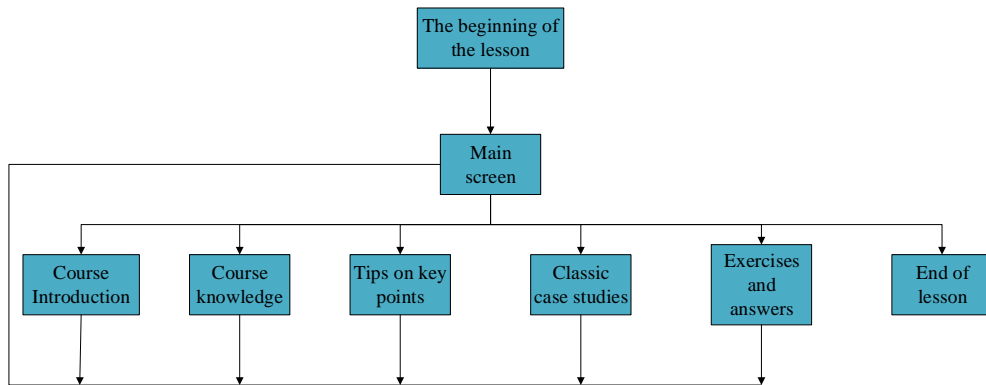 The beginning of
the lesson
Main
screen
Course
Introduction
Course
knowledge
Tips on key
points
Classic
case studies
Exercises
and
answers
End of
lesson